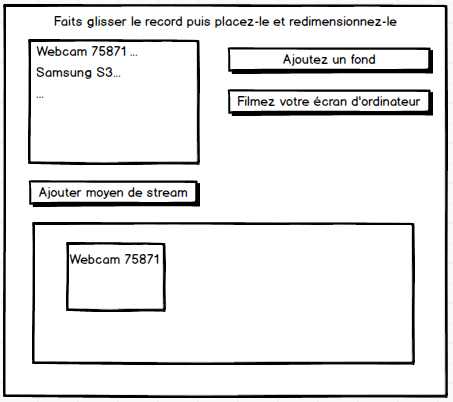 Faits glisser le record puis placez-le et redimensionnez-le
Webcam 75871 ...
Samsung S3...
...
Ajoutez un fond
Filmez votre écran d'ordinateur
Ajouter moyen de stream
Webcam 75871